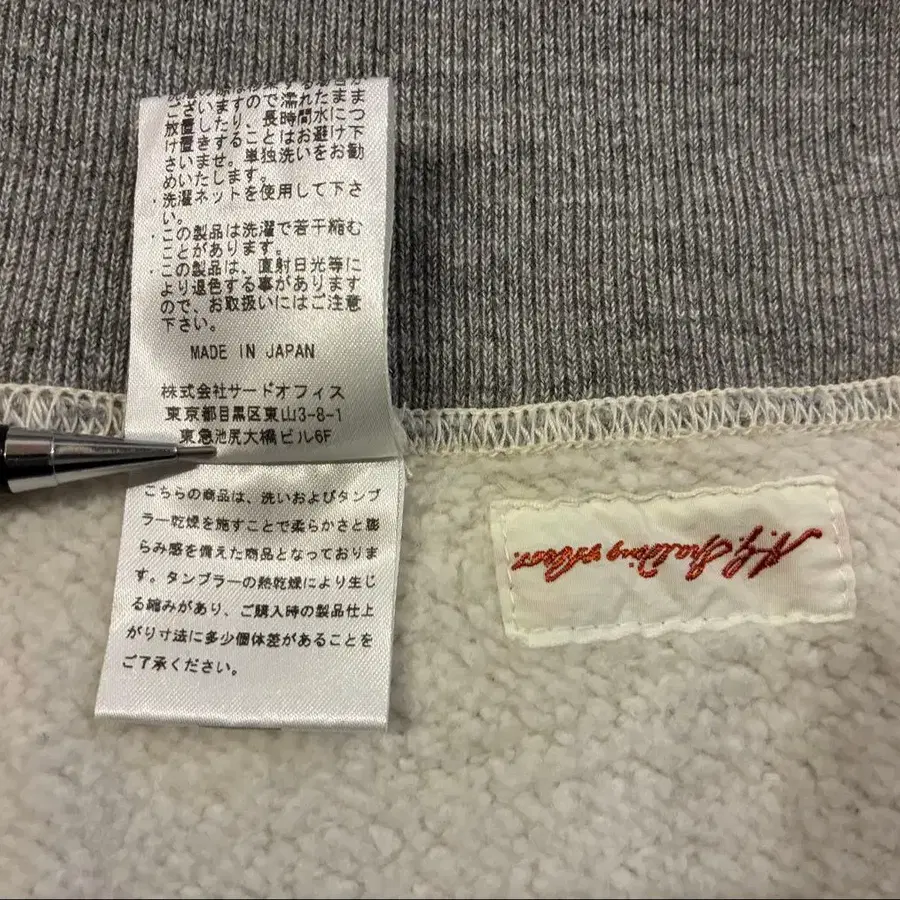 ございますので濡れたまま
放置したり、長時間水につ
け置きすることはお避け下
さいませ。単独洗いをお勧
めいたします。
・洗濯ネットを使用して下さ
い。
・この製品は洗濯で若干縮む
ことがあります。
・この製品は、直射日光等に
より退色する事があります
ので、お取扱いにはご注意
下さい。
MADE IN JAPAN
株式会社サードオフィス
東京都目黒区東山3-8-1
東急池尻大橋ビル6F
こちらの商品は、洗いおよびタンブ
ラー乾燥を施すことで柔らかさと膨
らみ感を備えた商品となっておりま
す。タンブラーの熱乾燥により生じ
る縮みがあり、ご購入時の製品仕上
がり寸法に多少個体差があることを
ご了承ください。
A.G. Spalding & Bros.